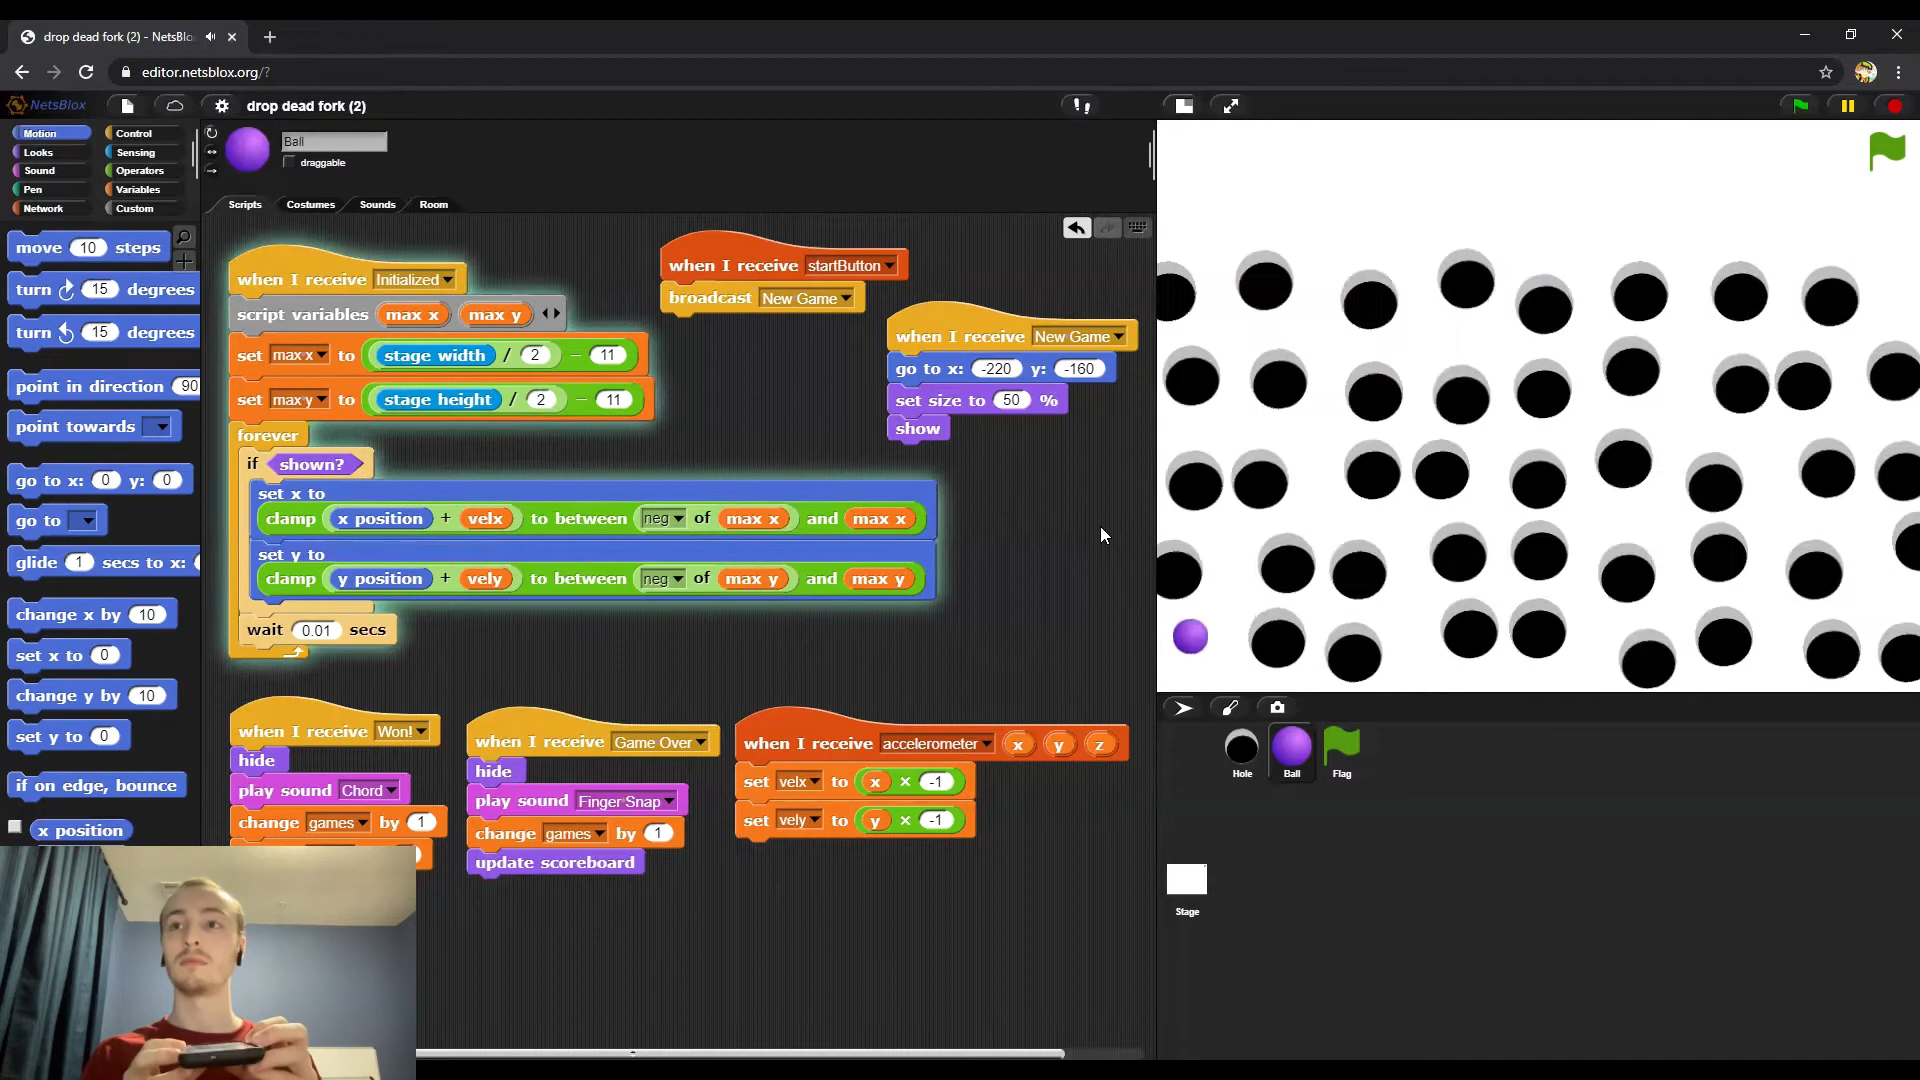 drop dead fork (2) - NetsBlo
editor.netsblox.org/?
NetsBlox
drop dead fork (2)
Motion
Control
Looks
Sensing
Sound
Operators
Pen
Variables
Network
Custom
Ball
draggable
Scripts
Costumes
Sounds
Room
move 10 steps
turn 15 degrees
turn 15 degrees
point in direction 90
point towards
go to x: 0 y: 0
go to
glide 1 secs to x:
change x by 10
set x to 0
change y by 10
set y to 0
if on edge, bounce
x position
when I receive Initialized
script variables max x max y
set max x to stage width / 2 - 11
set max y to stage height / 2 - 11
forever
if shown?
set x to
clamp x position + velx to between neg of max x and max x
set y to
clamp y position + vely to between neg of max y and max y
wait 0.01 secs
when I receive startButton
broadcast New Game
when I receive New Game
go to x: -220 y: -160
set size to 50 %
show
when I receive Won!
hide
play sound Chord
change games by 1
when I receive Game Over
hide
play sound Finger Snap
change games by 1
update scoreboard
when I receive accelerometer x y z
set velx to x × -1
set vely to y × -1
Hole
Ball
Flag
Stage